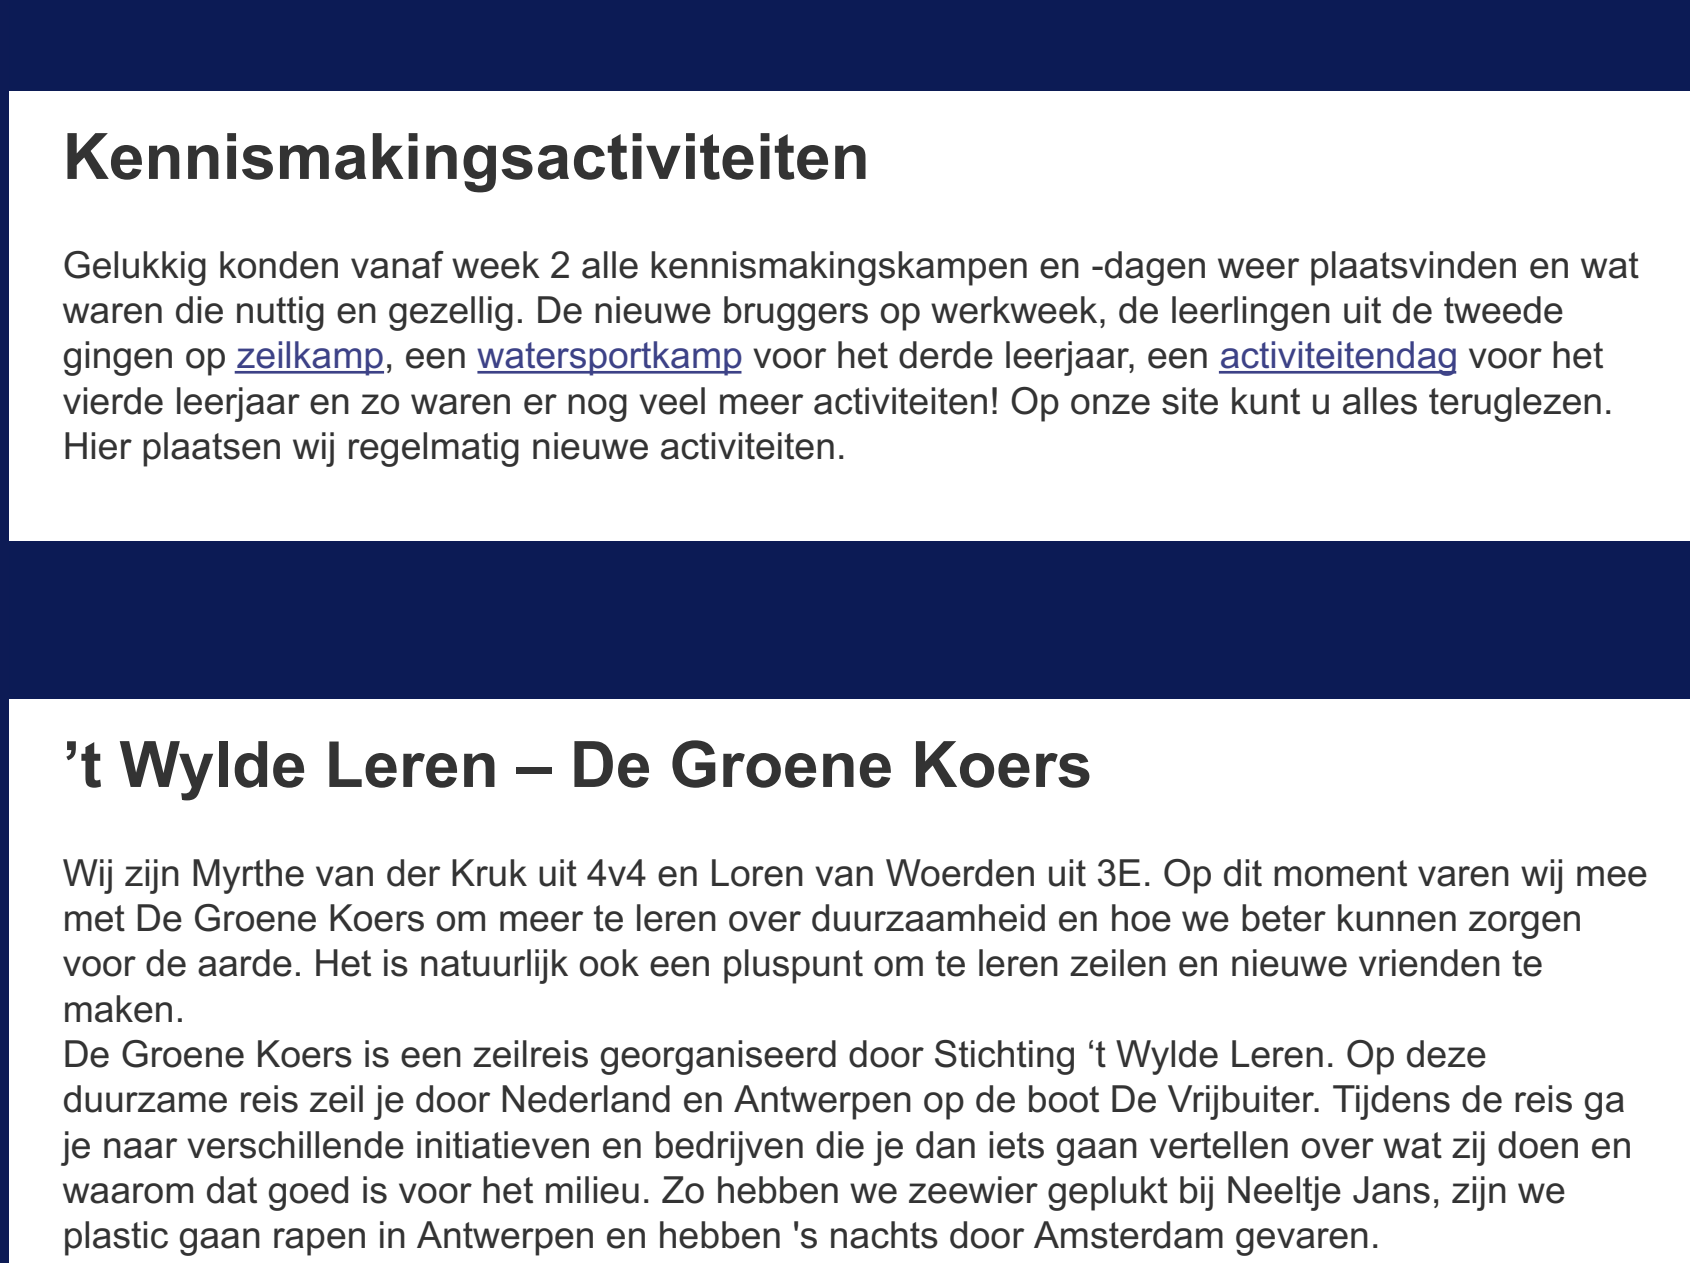 Kennismakingsactiviteiten
Gelukkig konden vanaf week 2 alle kennismakingskampen en -dagen weer plaatsvinden en wat
waren die nuttig en gezellig. De nieuwe bruggers op werkweek, de leerlingen uit de tweede
gingen op zeilkamp, een watersportkamp voor het derde leerjaar, een activiteitendag voor het
vierde leerjaar en zo waren er nog veel meer activiteiten! Op onze site kunt u alles teruglezen.
Hier plaatsen wij regelmatig nieuwe activiteiten.
’t Wylde Leren – De Groene Koers
Wij zijn Myrthe van der Kruk uit 4v4 en Loren van Woerden uit 3E. Op dit moment varen wij mee
met De Groene Koers om meer te leren over duurzaamheid en hoe we beter kunnen zorgen
voor de aarde. Het is natuurlijk ook een pluspunt om te leren zeilen en nieuwe vrienden te
maken.
De Groene Koers is een zeilreis georganiseerd door Stichting ‘t Wylde Leren. Op deze
duurzame reis zeil je door Nederland en Antwerpen op de boot De Vrijbuiter. Tijdens de reis ga
je naar verschillende initiatieven en bedrijven die je dan iets gaan vertellen over wat zij doen en
waarom dat goed is voor het milieu. Zo hebben we zeewier geplukt bij Neeltje Jans, zijn we
plastic gaan rapen in Antwerpen en hebben 's nachts door Amsterdam gevaren.